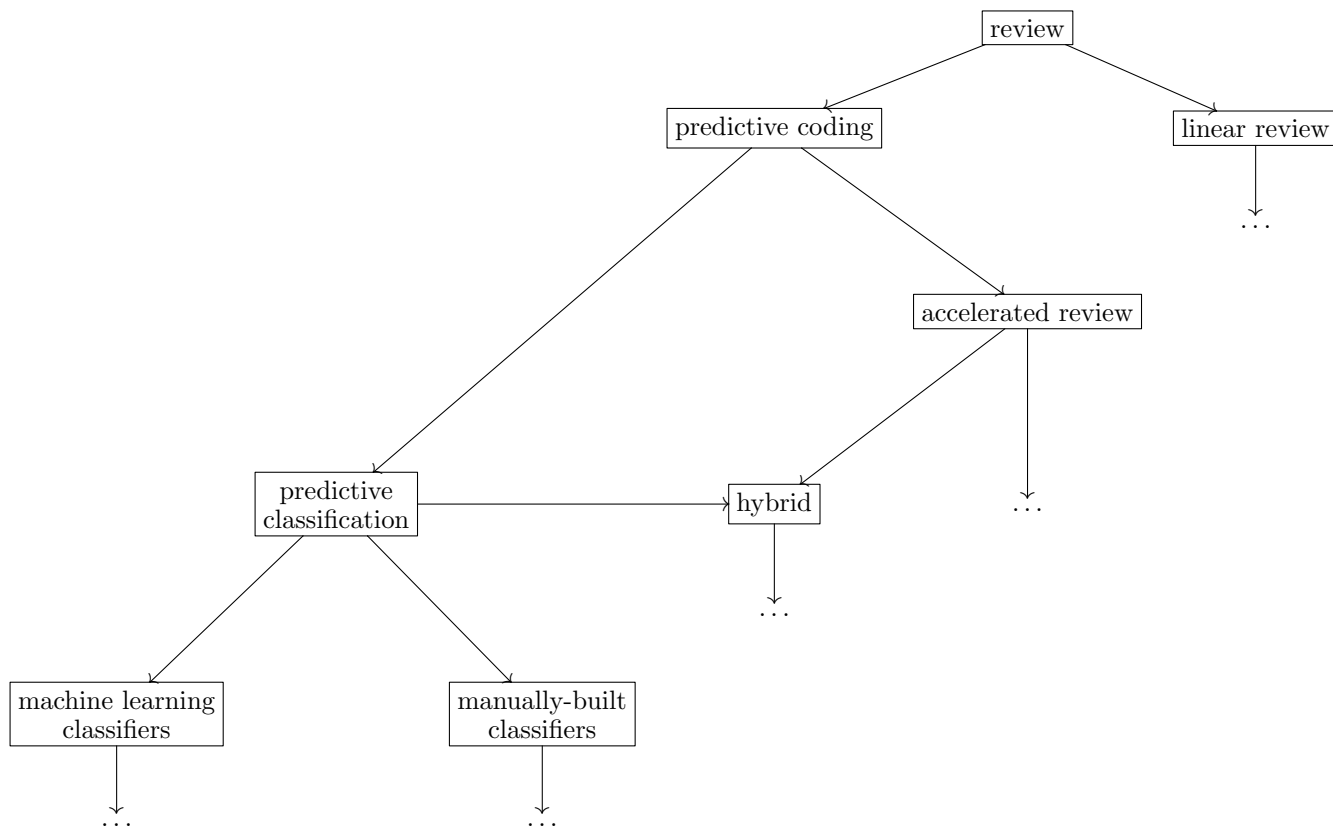 review
predictive coding
linear review
. . .
accelerated review
predictive
classification
hybrid
. . .
. . .
machine learning
classifiers
manually-built
classifiers
. . .
. . .